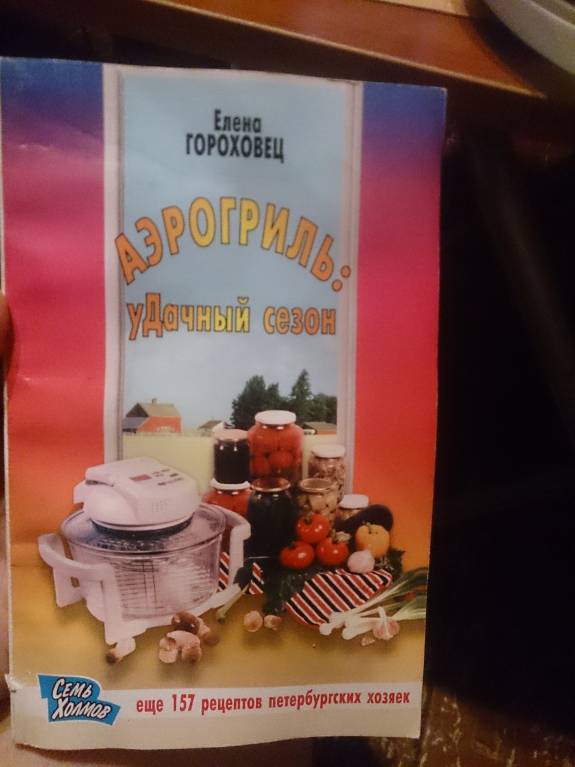 Елена
ГОРОХОВЕЦ
АЭРОГРИЛЬ:
уДачный сезон
Семь
Холмов
еще 157 рецептов петербургских хозяек